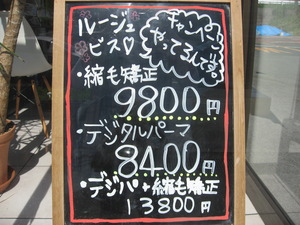 ルージュ
ビス♡
キャンペーン
やってるんです
・縮毛矯正
9800円
・デジタルパーマ
8400円
・デジパ+縮毛矯正
13800円